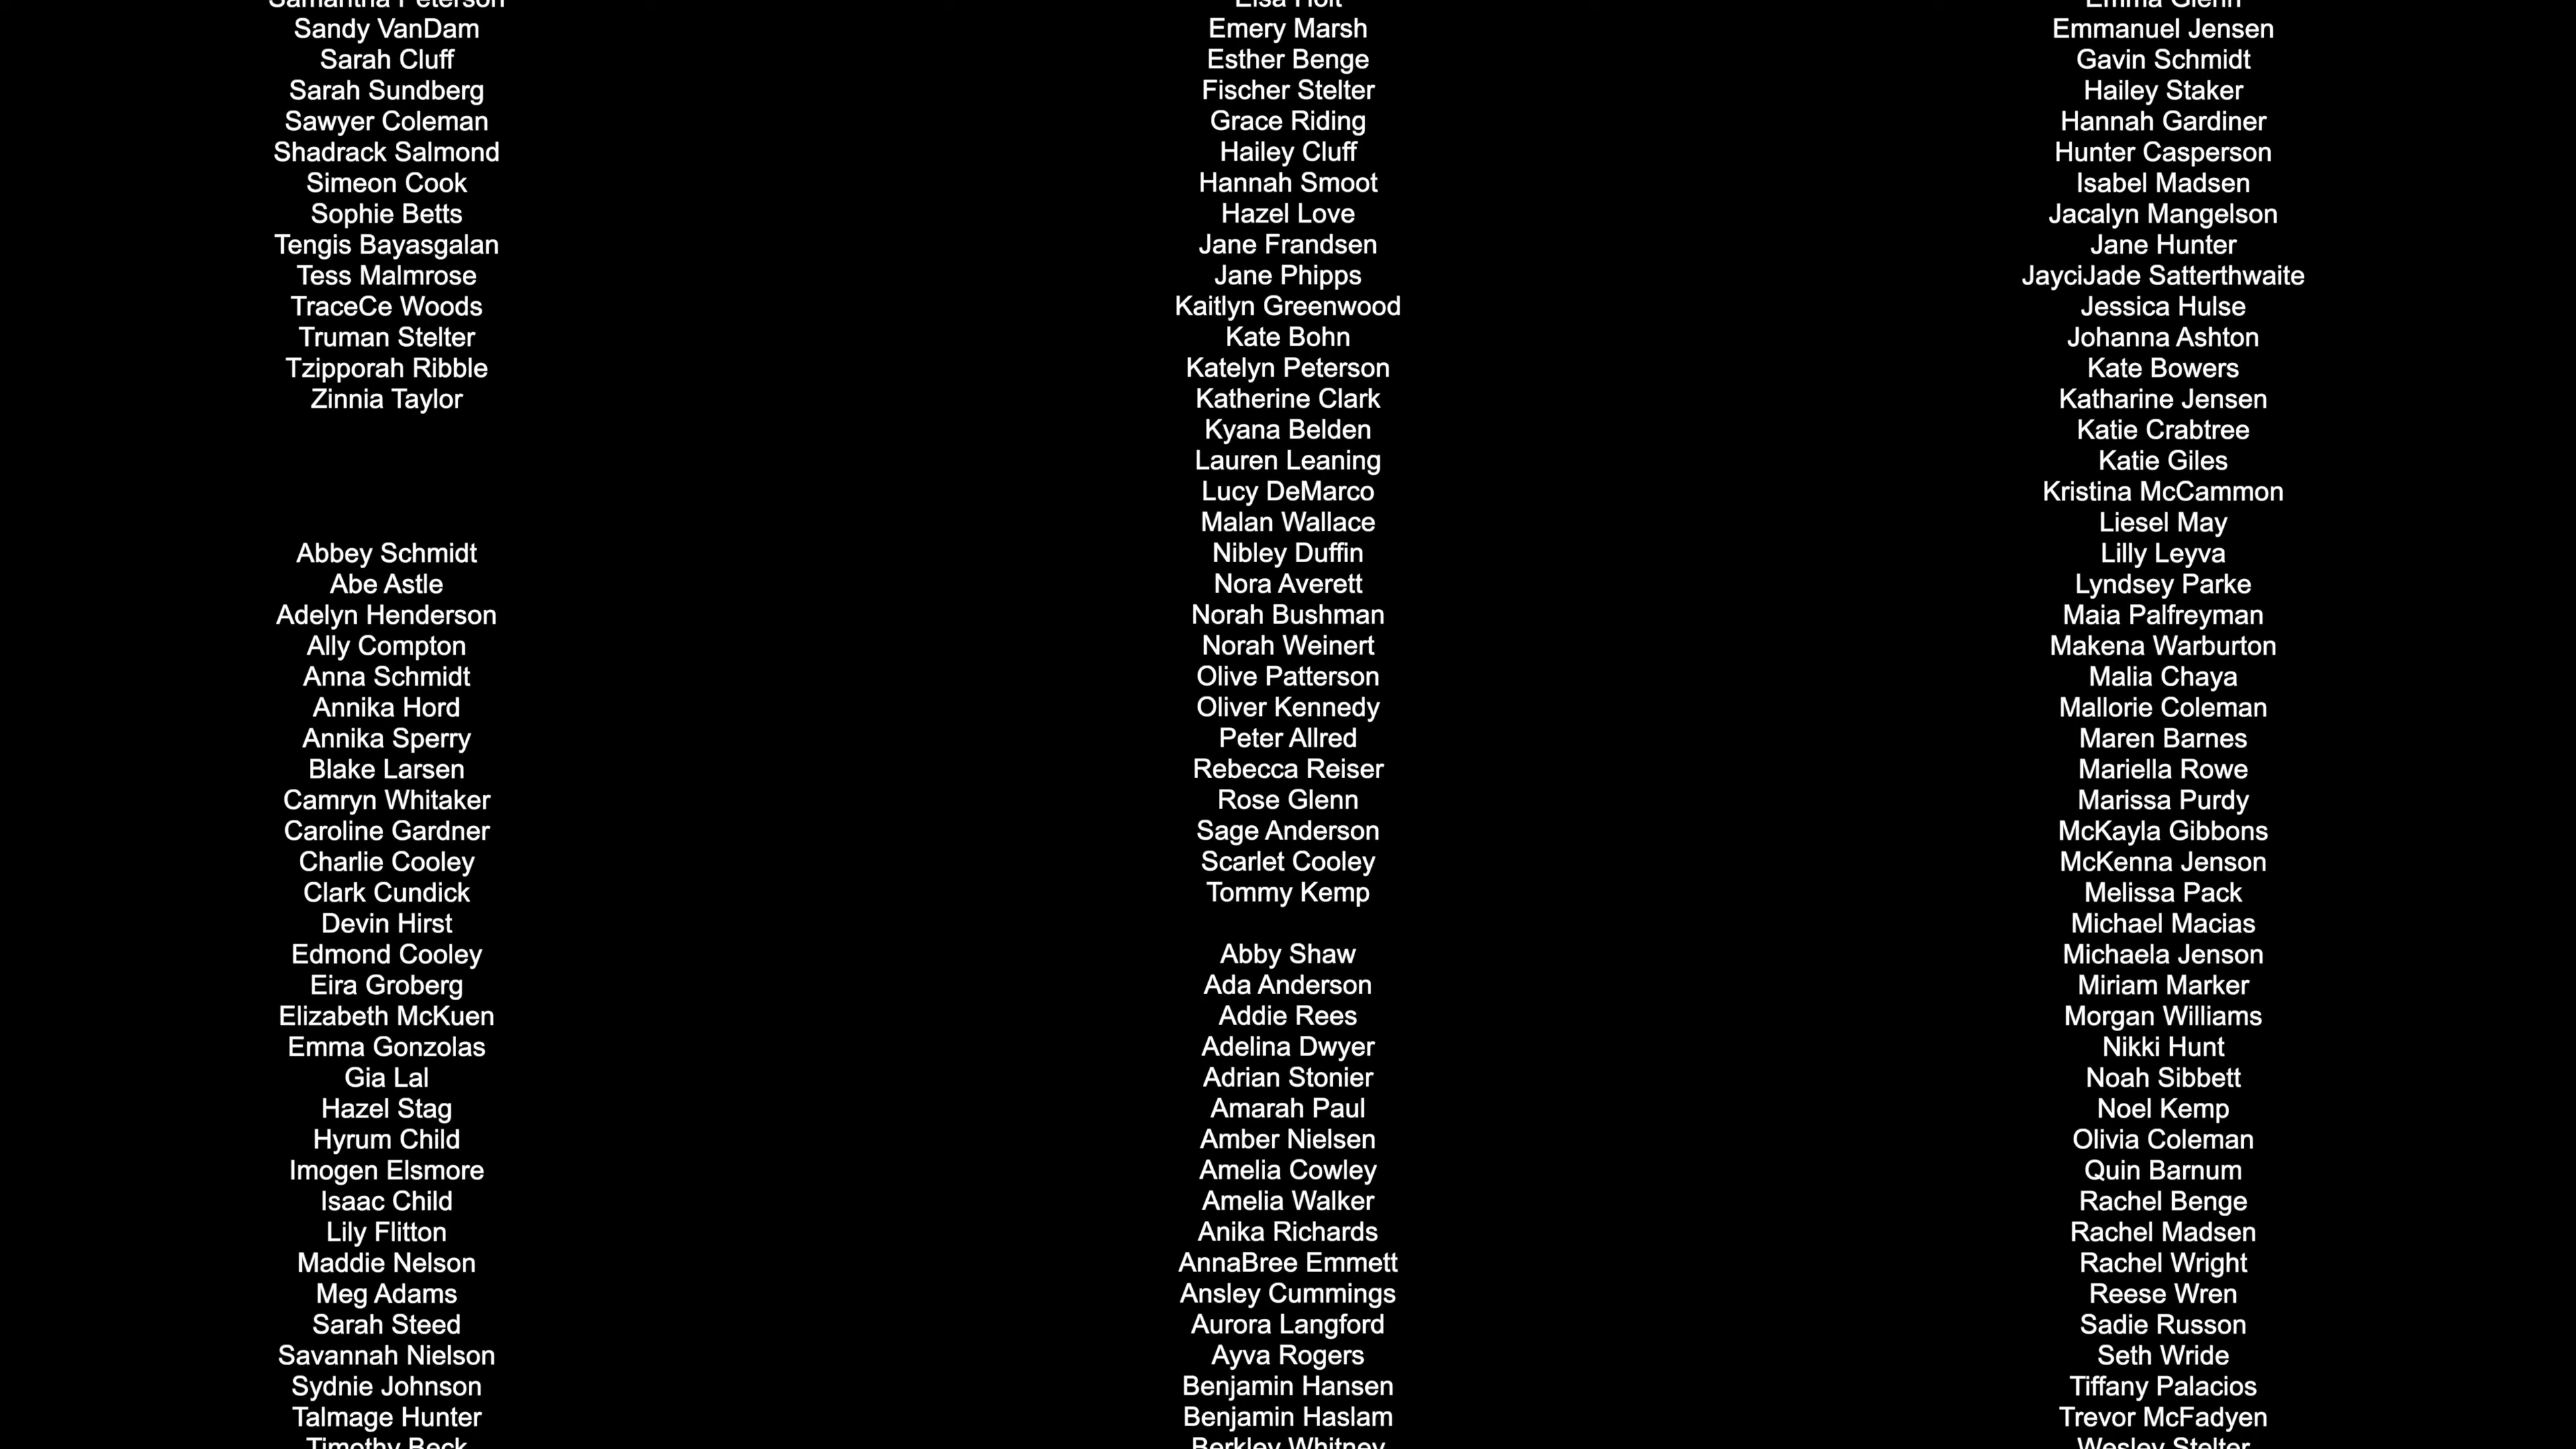 Samantha Peterson
Sandy VanDam
Sarah Cluff
Sarah Sundberg
Sawyer Coleman
Shadrack Salmond
Simeon Cook
Sophie Betts
Tengis Bayasgalan
Tess Malmrose
TraceCe Woods
Truman Stelter
Tzipporah Ribble
Zinnia Taylor
Abbey Schmidt
Abe Astle
Adelyn Henderson
Ally Compton
Anna Schmidt
Annika Hord
Annika Sperry
Blake Larsen
Camryn Whitaker
Caroline Gardner
Charlie Cooley
Clark Cundick
Devin Hirst
Edmond Cooley
Eira Groberg
Elizabeth McKuen
Emma Gonzolas
Gia Lal
Hazel Stag
Hyrum Child
Imogen Elsmore
Isaac Child
Lily Flitton
Maddie Nelson
Meg Adams
Sarah Steed
Savannah Nielson
Sydnie Johnson
Talmage Hunter
Timothy Beck
Elsa Holt
Emery Marsh
Esther Benge
Fischer Stelter
Grace Riding
Hailey Cluff
Hannah Smoot
Hazel Love
Jane Frandsen
Jane Phipps
Kaitlyn Greenwood
Kate Bohn
Katelyn Peterson
Katherine Clark
Kyana Belden
Lauren Leaning
Lucy DeMarco
Malan Wallace
Nibley Duffin
Nora Averett
Norah Bushman
Norah Weinert
Olive Patterson
Oliver Kennedy
Peter Allred
Rebecca Reiser
Rose Glenn
Sage Anderson
Scarlet Cooley
Tommy Kemp
Abby Shaw
Ada Anderson
Addie Rees
Adelina Dwyer
Adrian Stonier
Amarah Paul
Amber Nielsen
Amelia Cowley
Amelia Walker
Anika Richards
AnnaBree Emmett
Ansley Cummings
Aurora Langford
Ayva Rogers
Benjamin Hansen
Benjamin Haslam
Berkley Whitney
Emma Glenn
Emmanuel Jensen
Gavin Schmidt
Hailey Staker
Hannah Gardiner
Hunter Casperson
Isabel Madsen
Jacalyn Mangelson
Jane Hunter
JayciJade Satterthwaite
Jessica Hulse
Johanna Ashton
Kate Bowers
Katharine Jensen
Katie Crabtree
Katie Giles
Kristina McCammon
Liesel May
Lilly Leyva
Lyndsey Parke
Maia Palfreyman
Makena Warburton
Malia Chaya
Mallorie Coleman
Maren Barnes
Mariella Rowe
Marissa Purdy
McKayla Gibbons
McKenna Jenson
Melissa Pack
Michael Macias
Michaela Jenson
Miriam Marker
Morgan Williams
Nikki Hunt
Noah Sibbett
Noel Kemp
Olivia Coleman
Quin Barnum
Rachel Benge
Rachel Madsen
Rachel Wright
Reese Wren
Sadie Russon
Seth Wride
Tiffany Palacios
Trevor McFadyen
Wesley Stelter